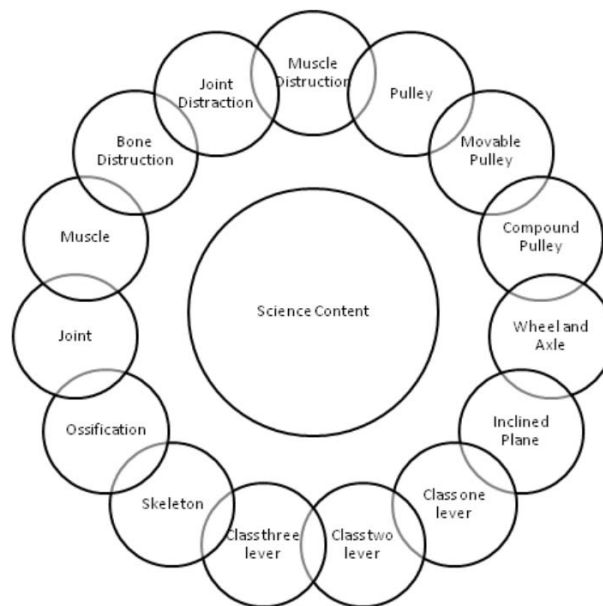 Muscle
Distruction
Pulley
Movable
Pulley
Compound
Pulley
Wheel and
Axle
Inclined
Plane
Class one
lever
Class two
lever
Class three
lever
Skeleton
Ossification
Joint
Muscle
Bone
Distruction
Joint
Distraction
Science Content